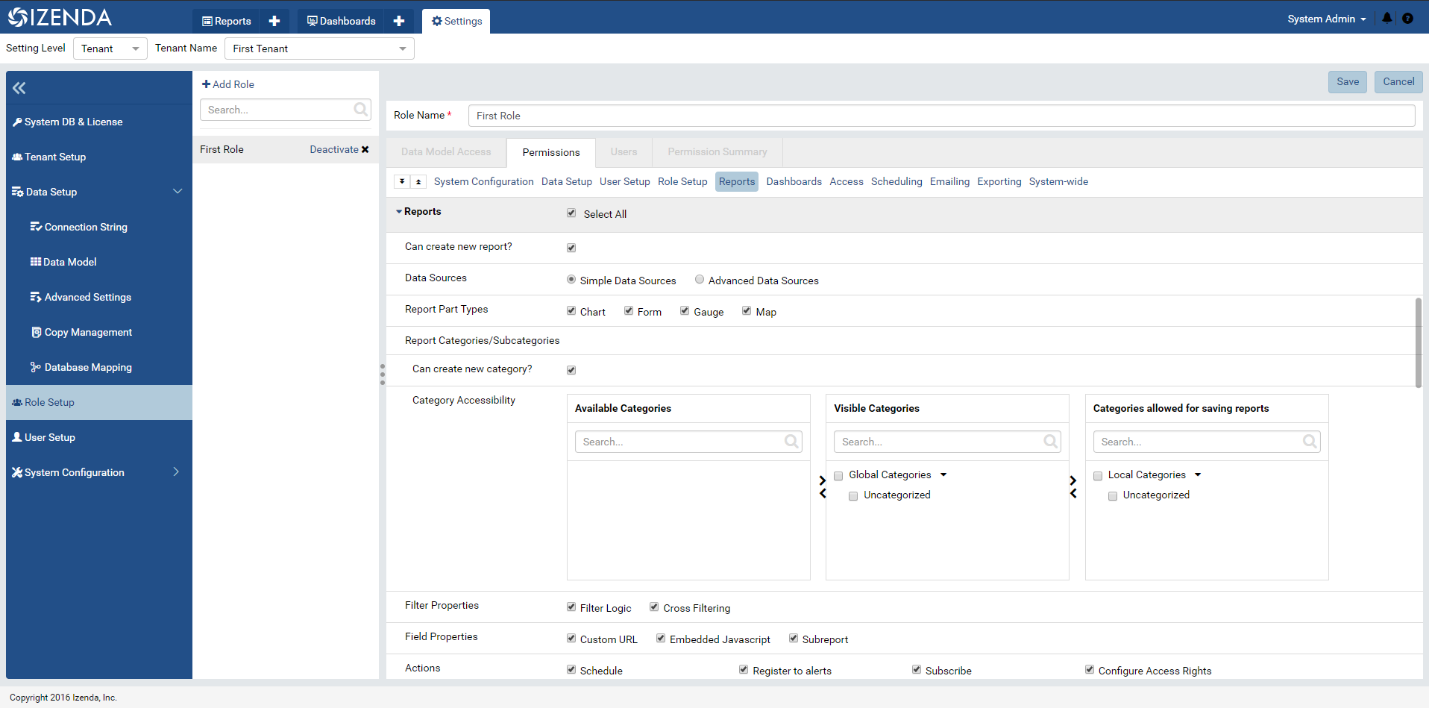 IZENDA Reports Dashboards Settings System Admin
Setting Level Tenant Tenant Name First Tenant
Add Role
Save Cancel
Search...
Role Name * First Role
System DB & License
Tenant Setup
Data Setup
Connection String
Data Model
Advanced Settings
Copy Management
Database Mapping
Role Setup
User Setup
System Configuration
First Role Deactivate
Data Model Access Permissions Users Permission Summary
System Configuration Data Setup User Setup Role Setup Reports Dashboards Access Scheduling Emailing Exporting System-wide
Reports Select All
Can create new report?
Data Sources Simple Data Sources Advanced Data Sources
Report Part Types Chart Form Gauge Map
Report Categories/Subcategories
Can create new category?
Category Accessibility
Available Categories
Search...
Visible Categories
Search...
Global Categories
Uncategorized
Categories allowed for saving reports
Search...
Local Categories
Uncategorized
Filter Properties Filter Logic Cross Filtering
Field Properties Custom URL Embedded Javascript Subreport
Actions Schedule Register to alerts Subscribe Configure Access Rights
Copyright 2016 Izenda, Inc.